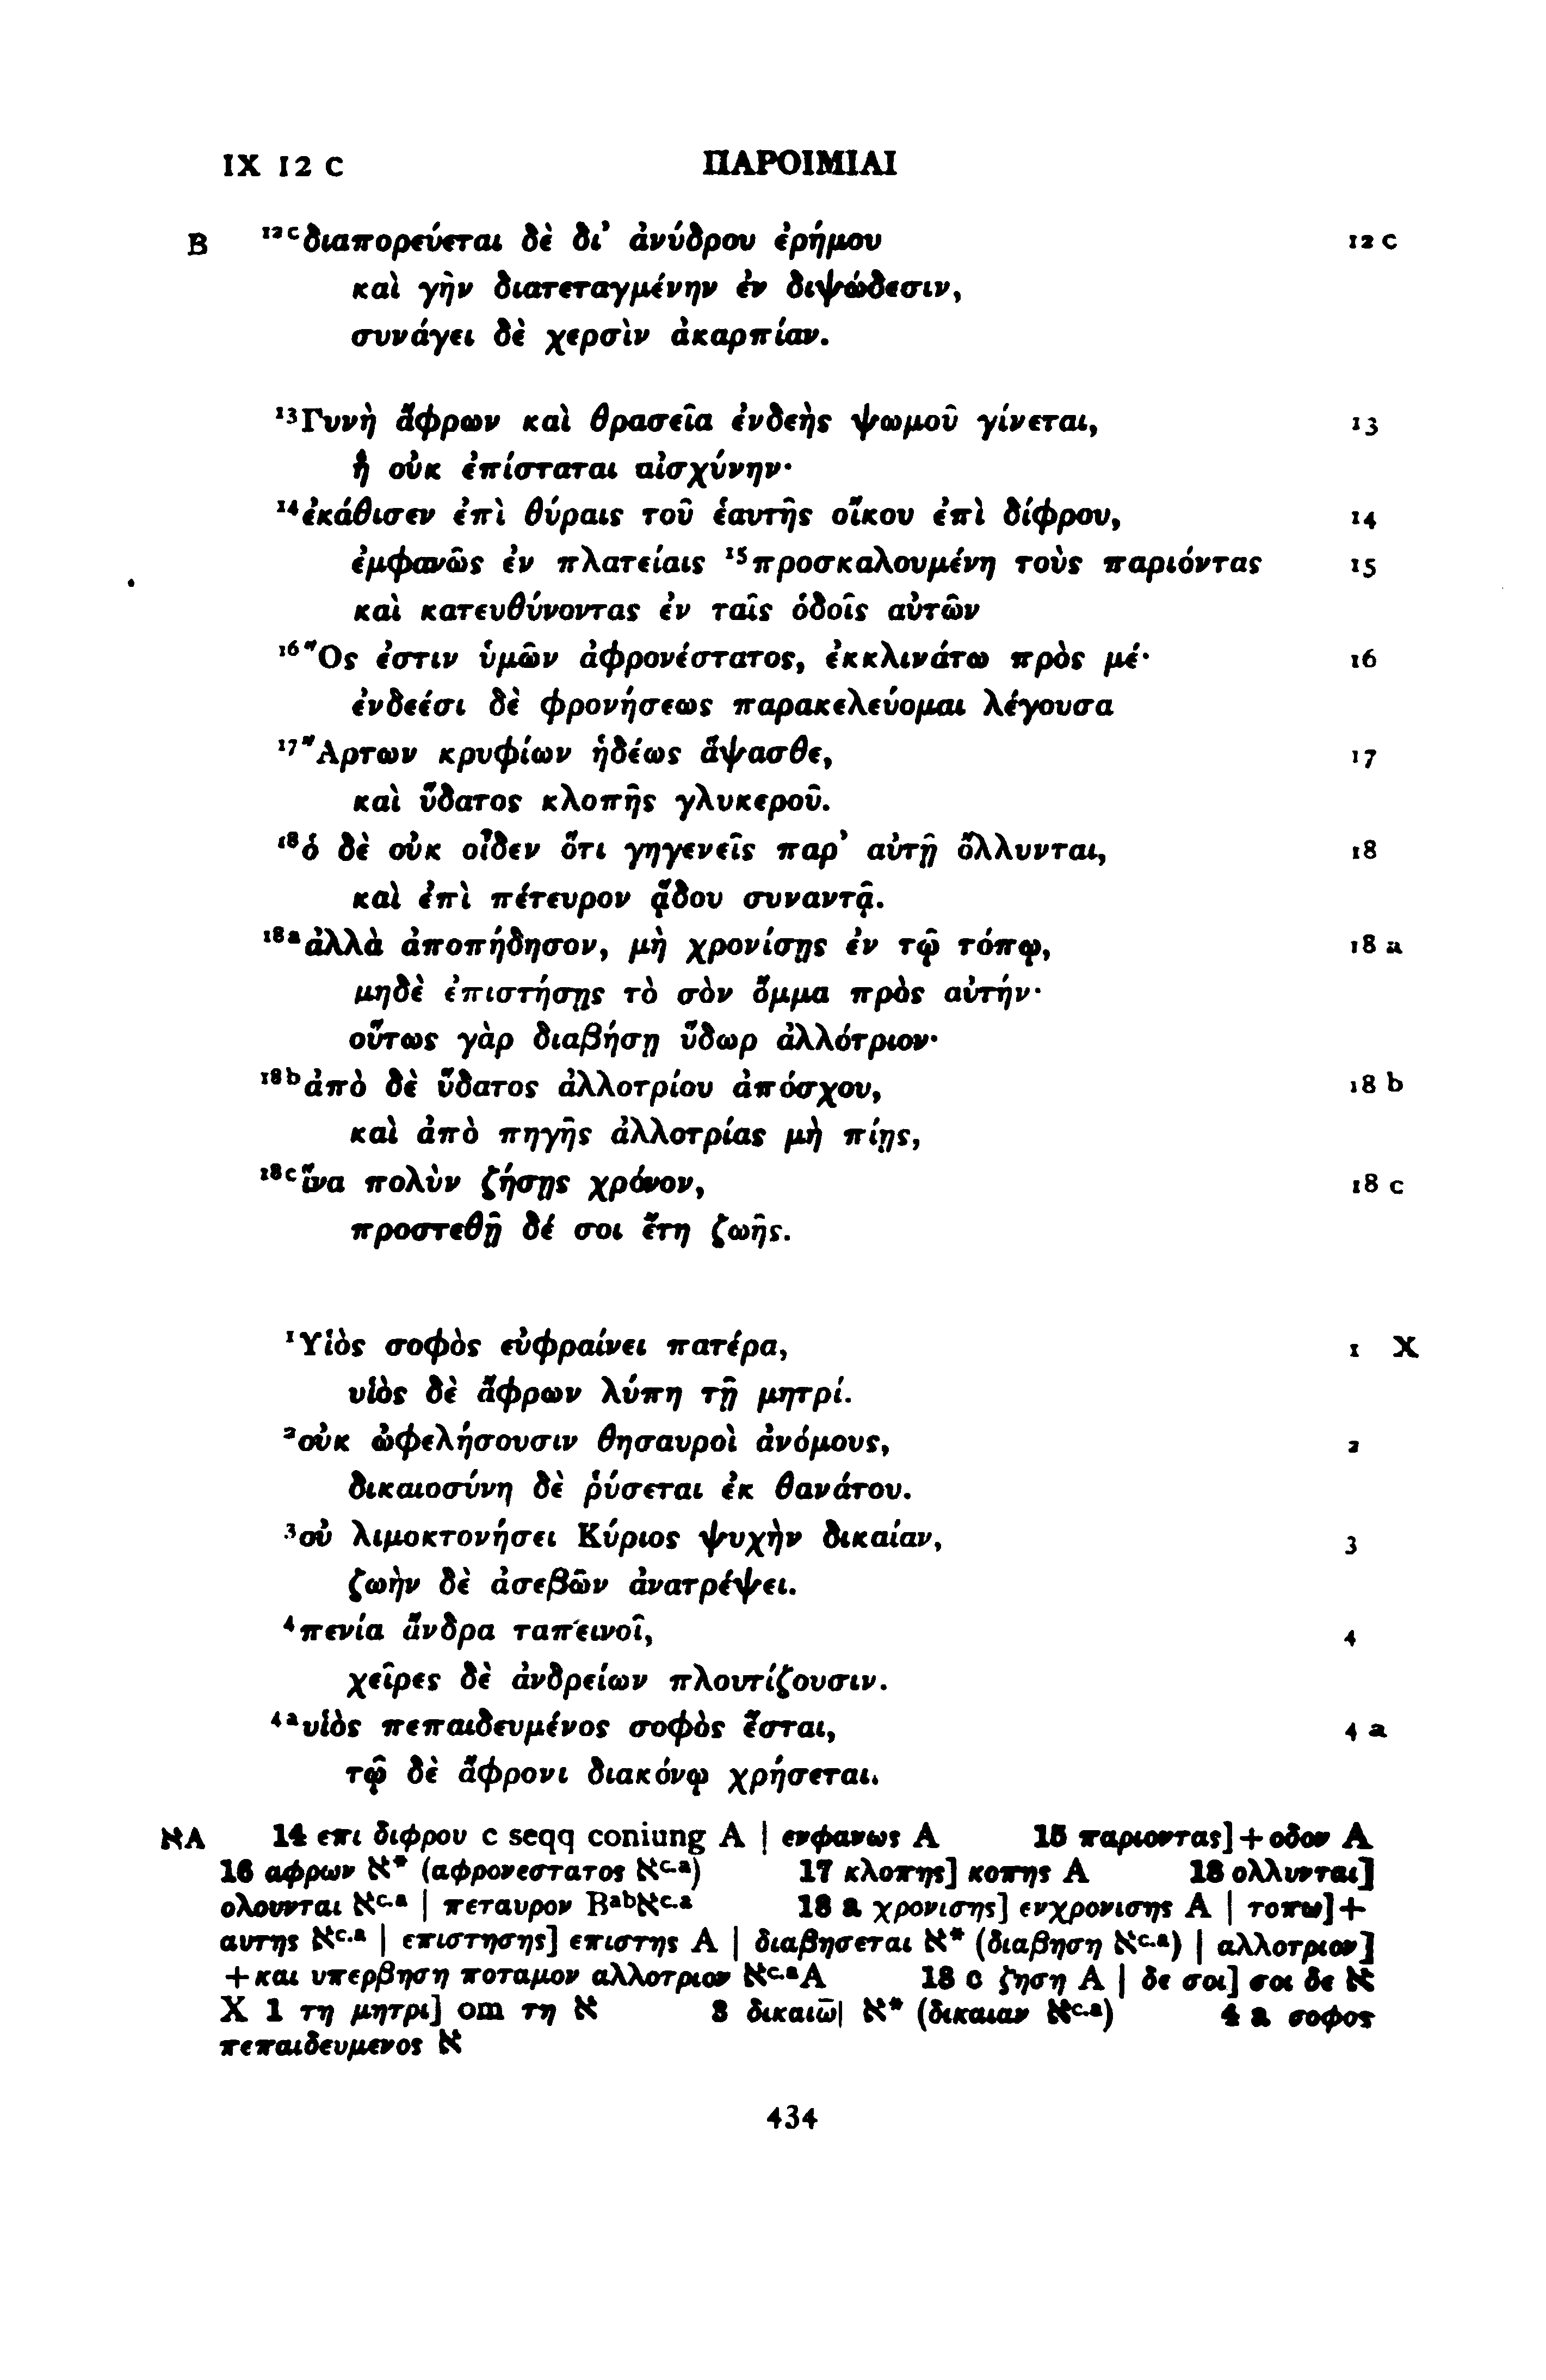 IX 12 C ΠΑΡΟΙΜΙΑΙ
B ¹²ᶜδιαπορεύεται δὲ δι’ ἀνύδρου ἐρήμου 12 C
καὶ γῆν διατεταγμένην ἐν διψώδεσιν,
συνάγει δὲ χερσὶν ἀκαρπίαν.
¹³Γυνὴ ἄφρων καὶ θρασεῖα ἐνδεὴς ψωμοῦ γίνεται, 13
ἣ οὐκ ἐπίσταται αἰσχύνην·
¹⁴ἐκάθισεν ἐπὶ θύραις τοῦ ἑαυτῆς οἴκου ἐπὶ δίφρου, 14
ἐμφανῶς ἐν πλατείαις ¹⁵προσκαλουμένη τοὺς παριόντας 15
καὶ κατευθύνοντας ἐν ταῖς ὁδοῖς αὐτῶν
¹⁶Ὅς ἐστιν ὑμῶν ἀφρονέστατος, ἐκκλινάτω πρὸς μέ· 16
ἐνδεέσι δὲ φρονήσεως παρακελεύομαι λέγουσα
¹⁷Ἄρτων κρυφίων ἡδέως ἅψασθε, 17
καὶ ὕδατος κλοπῆς γλυκεροῦ.
¹⁸ὁ δὲ οὐκ οἶδεν ὅτι γηγενεῖς παρ’ αὐτῇ ὄλλυνται, 18
καὶ ἐπὶ πέτευρον ᾅδου συναντᾷ.
¹⁸ᵃἀλλὰ ἀποπήδησον, μὴ χρονίσῃς ἐν τῷ τόπῳ, 18 a
μηδὲ ἐπιστήσῃς τὸ σὸν ὄμμα πρὸς αὐτήν·
οὕτως γὰρ διαβήσῃ ὕδωρ ἀλλότριον·
¹⁸ᵇἀπὸ δὲ ὕδατος ἀλλοτρίου ἀπόσχου, 18 b
καὶ ἀπὸ πηγῆς ἀλλοτρίας μὴ πίῃς,
¹⁸ᶜἵνα πολὺν ζήσῃς χρόνον, 18 c
προστεθῇ δέ σοι ἔτη ζωῆς.
¹Υἱὸς σοφὸς εὐφραίνει πατέρα, 1 X
υἱὸς δὲ ἄφρων λύπη τῇ μητρί.
²οὐκ ὠφελήσουσιν θησαυροὶ ἀνόμους, 2
δικαιοσύνη δὲ ῥύσεται ἐκ θανάτου.
³οὐ λιμοκτονήσει Κύριος ψυχὴν δικαίαν, 3
ζωὴν δὲ ἀσεβῶν ἀνατρέψει.
⁴πενία ἄνδρα ταπεινοῖ, 4
χεῖρες δὲ ἀνδρείων πλουτίζουσιν.
⁴ᵃυἱὸς πεπαιδευμένος σοφὸς ἔσται, 4 a
τῷ δὲ ἄφρονι διακόνῳ χρήσεται.
אA 14 επι διφρου c seqq coniung A | ενφανως A 15 παριοντας] + οδον A
16 αφρων א* (αφρονεστατος אᶜ·ᵃ) 17 κλοπης] κοπης A 18 ολλυνται]
ολουνται אᶜ·ᵃ | πεταυρον Bᵃᵇאᶜ·ᵃ 18 a χρονισης] ενχρονισης A | τοπω] +
αυτης אᶜ·ᵃ | επιστησης] επιστης A | διαβησεται א* (διαβηση אᶜ·ᵃ) | αλλοτριον]
+ και υπερβηση ποταμον αλλοτριον אᶜ·ᵃA 18 c ζηση A | δε σοι] σοι δε א
X 1 τη μητρι] om τη א 3 δικαιω̄| א* (δικαιαν אᶜ·ᵃ) 4 a σοφος
πεπαιδευμενος א
434